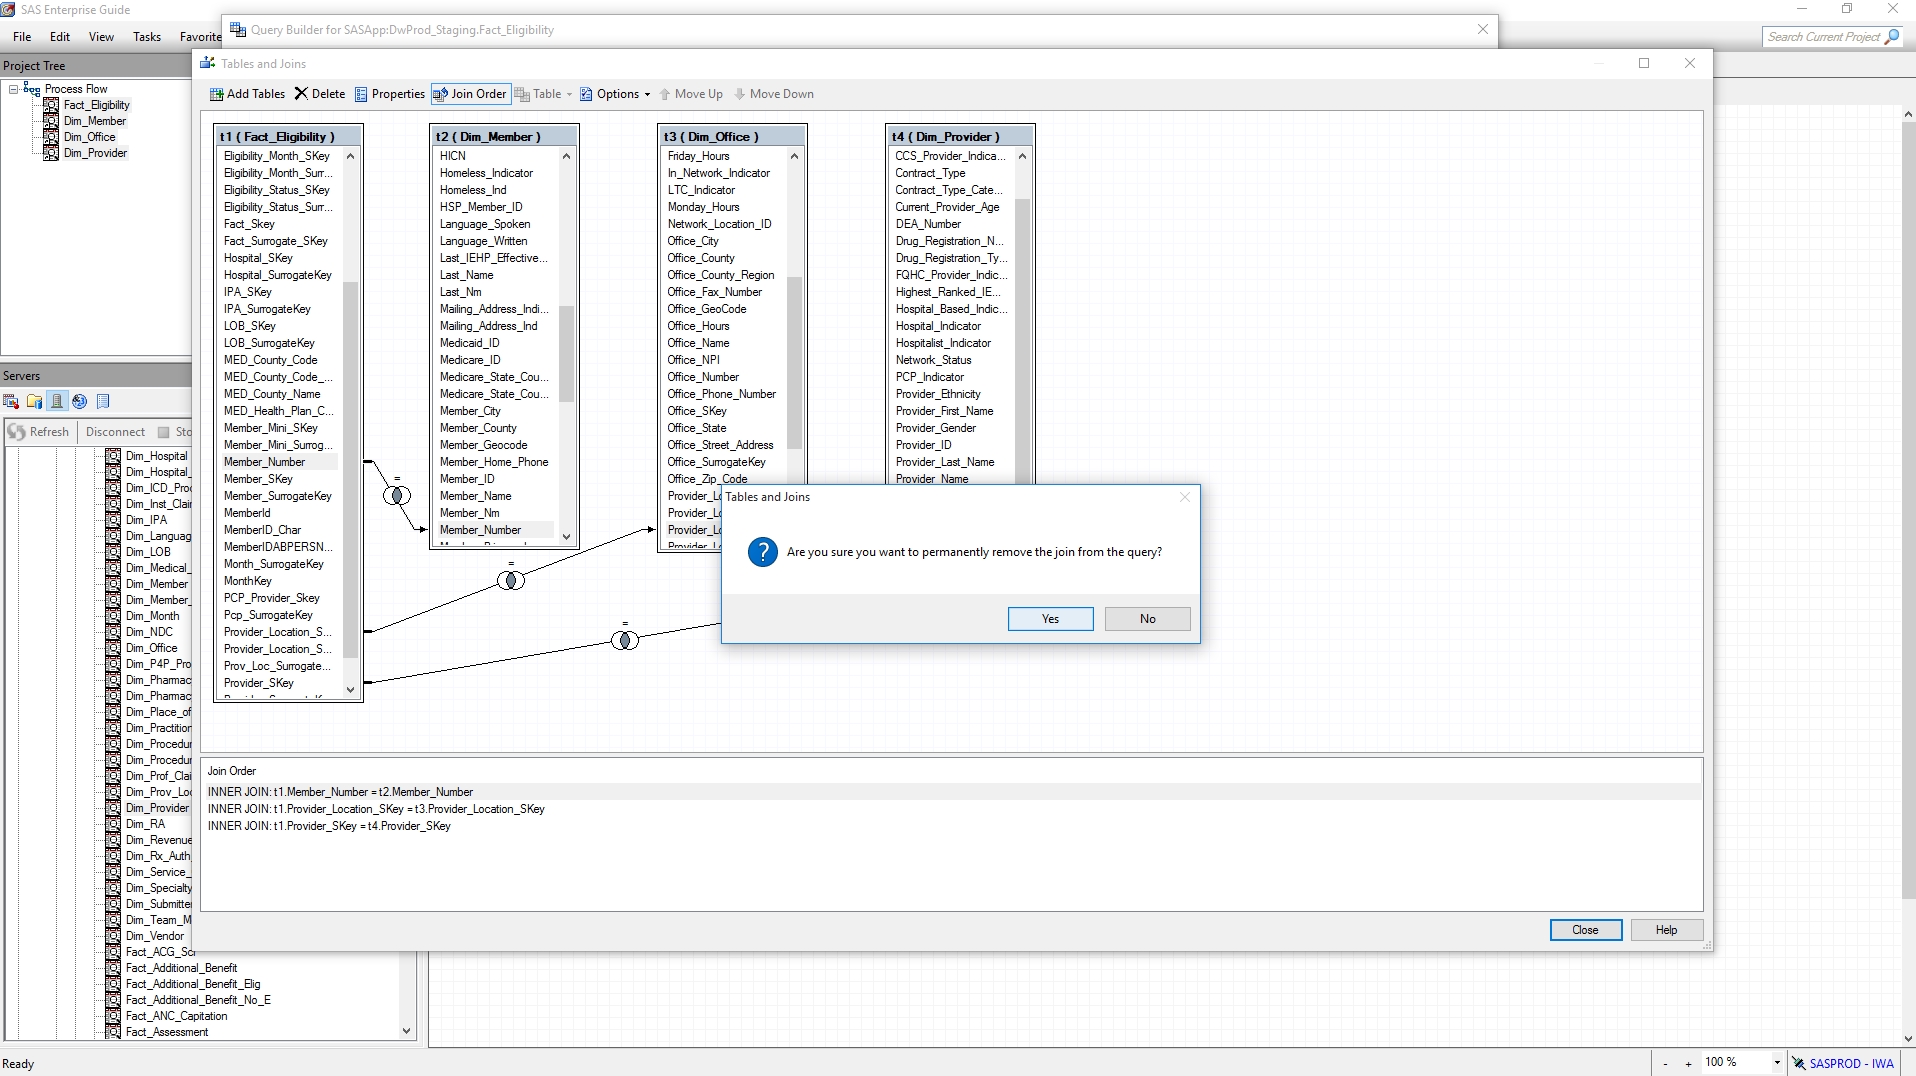 SAS Enterprise Guide
File Edit View Tasks Favorite
Query Builder for SASApp:DwProd_Staging.Fact_Eligibility
Search Current Project
Project Tree
Process Flow
Fact_Eligibility
Dim_Member
Dim_Office
Dim_Provider
Servers
Refresh Disconnect
Dim_Hospital
Dim_Hospital_
Dim_ICD_Pro
Dim_Inst_Clai
Dim_IPA
Dim_Languag
Dim_LOB
Dim_Medical_
Dim_Member
Dim_Member_
Dim_Month
Dim_NDC
Dim_Office
Dim_P4P_Pro
Dim_Pharmac
Dim_Pharmac
Dim_Place_of
Dim_Practition
Dim_Procedur
Dim_Procedur
Dim_Prof_Clai
Dim_Prov_Loc
Dim_Provider
Dim_RA
Dim_Revenue
Dim_Rx_Auth
Dim_Service_
Dim_Specialty
Dim_Submitte
Dim_Team_M
Dim_Vendor
Fact_ACG_Sc
Fact_Additional_Benefit
Fact_Additional_Benefit_Elig
Fact_Additional_Benefit_No_E
Fact_ANC_Capitation
Fact_Assessment
Tables and Joins
Add Tables Delete Properties Join Order Table Options Move Up Move Down
t1 ( Fact_Eligibility )
Eligibility_Month_SKey
Eligibility_Month_Surr...
Eligibility_Status_SKey
Eligibility_Status_Surr...
Fact_Skey
Fact_Surrogate_SKey
Hospital_SKey
Hospital_SurrogateKey
IPA_SKey
IPA_SurrogateKey
LOB_SKey
LOB_SurrogateKey
MED_County_Code
MED_County_Code_...
MED_County_Name
MED_Health_Plan_C...
Member_Mini_SKey
Member_Mini_Surrog...
Member_Number
Member_SKey
Member_SurrogateKey
MemberId
MemberID_Char
MemberIDABPERSN...
Month_SurrogateKey
MonthKey
PCP_Provider_Skey
Pcp_SurrogateKey
Provider_Location_S...
Provider_Location_S...
Prov_Loc_Surrogate...
Provider_SKey
t2 ( Dim_Member )
HICN
Homeless_Indicator
Homeless_Ind
HSP_Member_ID
Language_Spoken
Language_Written
Last_IEHP_Effective...
Last_Name
Last_Nm
Mailing_Address_Indi...
Mailing_Address_Ind
Medicaid_ID
Medicare_ID
Medicare_State_Cou...
Medicare_State_Cou...
Member_City
Member_County
Member_Geocode
Member_Home_Phone
Member_ID
Member_Name
Member_Nm
Member_Number
t3 ( Dim_Office )
Friday_Hours
In_Network_Indicator
LTC_Indicator
Monday_Hours
Network_Location_ID
Office_City
Office_County
Office_County_Region
Office_Fax_Number
Office_GeoCode
Office_Hours
Office_Name
Office_NPI
Office_Number
Office_Phone_Number
Office_SKey
Office_State
Office_Street_Address
Office_SurrogateKey
Office_Zip_Code
Provider_Lo
Provider_Lo
Provider_Lo
t4 ( Dim_Provider )
CCS_Provider_Indica...
Contract_Type
Contract_Type_Cate...
Current_Provider_Age
DEA_Number
Drug_Registration_N...
Drug_Registration_Ty...
FQHC_Provider_Indic...
Highest_Ranked_IE...
Hospital_Based_Indic...
Hospital_Indicator
Hospitalist_Indicator
Network_Status
PCP_Indicator
Provider_Ethnicity
Provider_First_Name
Provider_Gender
Provider_ID
Provider_Last_Name
Provider_Name
=
=
=
Tables and Joins
Are you sure you want to permanently remove the join from the query?
Yes No
Join Order
INNER JOIN: t1.Member_Number = t2.Member_Number
INNER JOIN: t1.Provider_Location_SKey = t3.Provider_Location_SKey
INNER JOIN: t1.Provider_SKey = t4.Provider_SKey
Close Help
Ready
- + 100 % SASPROD - IWA